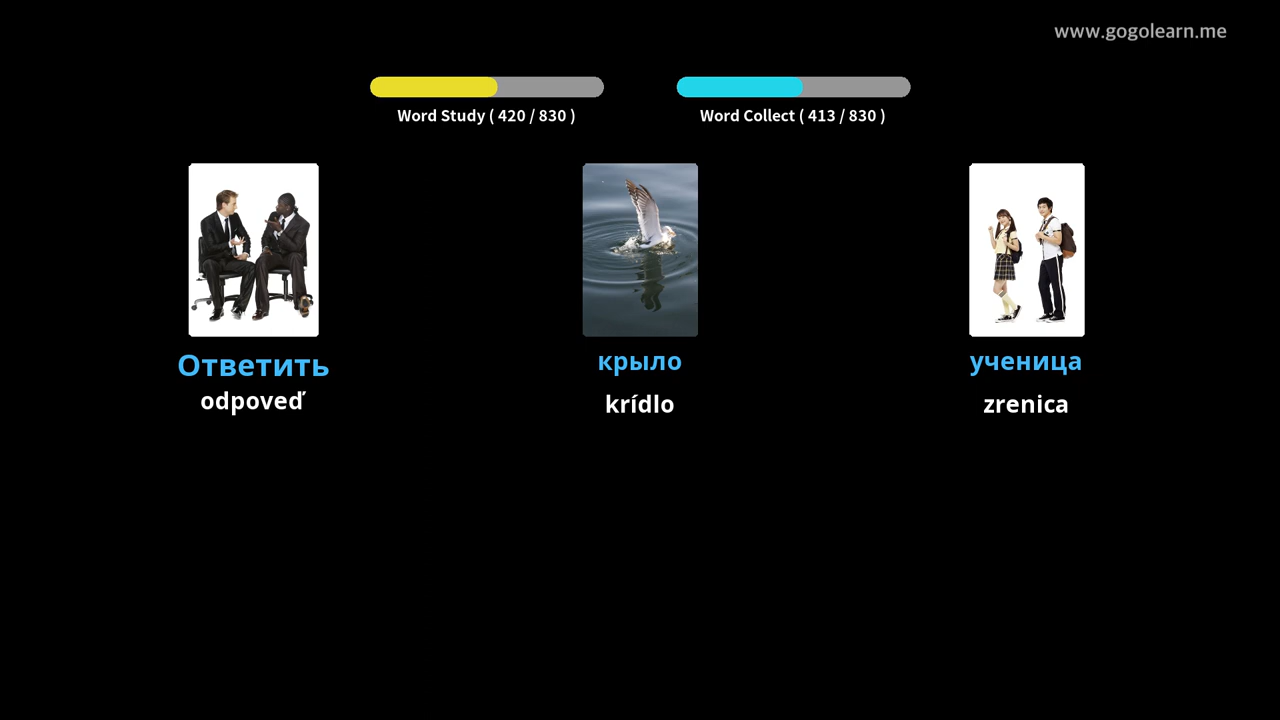 www.gogolearn.me
Word Study ( 420 / 830 )
Word Collect ( 413 / 830 )
Ответить
odpoveď
крыло
krídlo
ученица
zrenica